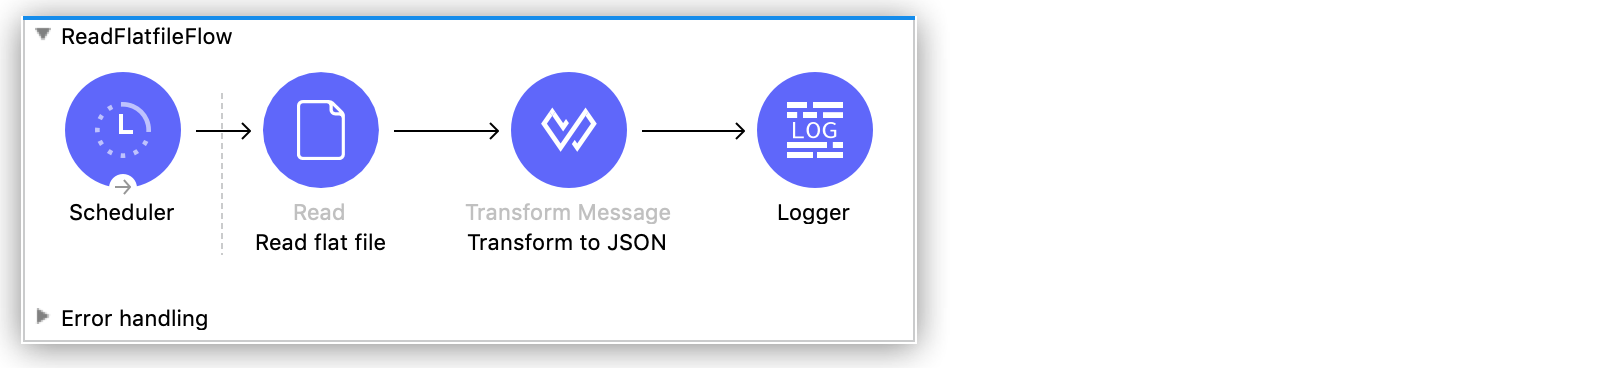 ReadFlatfileFlow
LOG
Scheduler
Read
Read flat file
Transform Message
Transform to JSON
Logger
Error handling